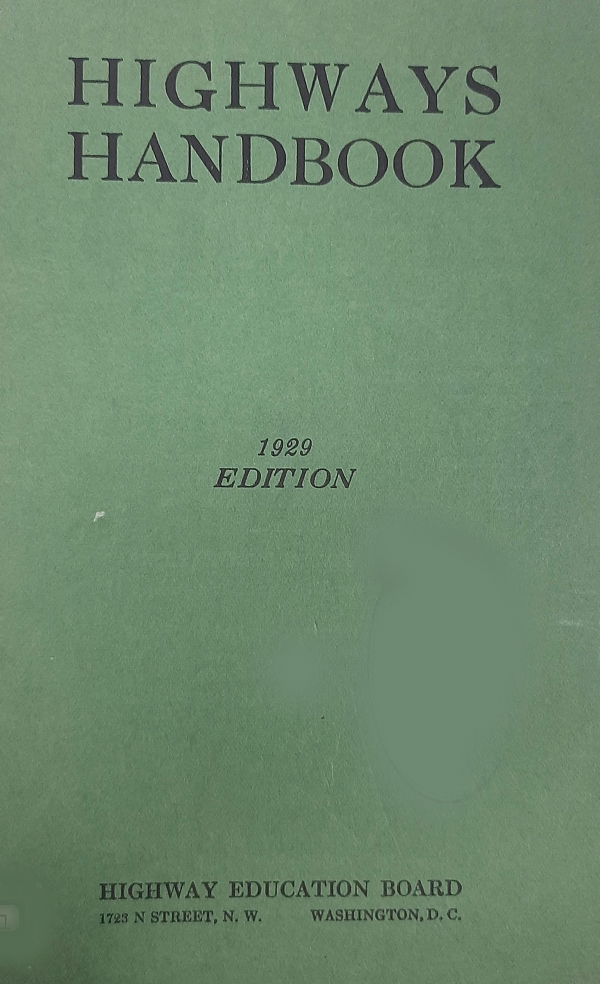 HIGHWAYS
HANDBOOK
1929
EDITION
HIGHWAY EDUCATION BOARD
1723 N STREET, N. W. WASHINGTON, D. C.